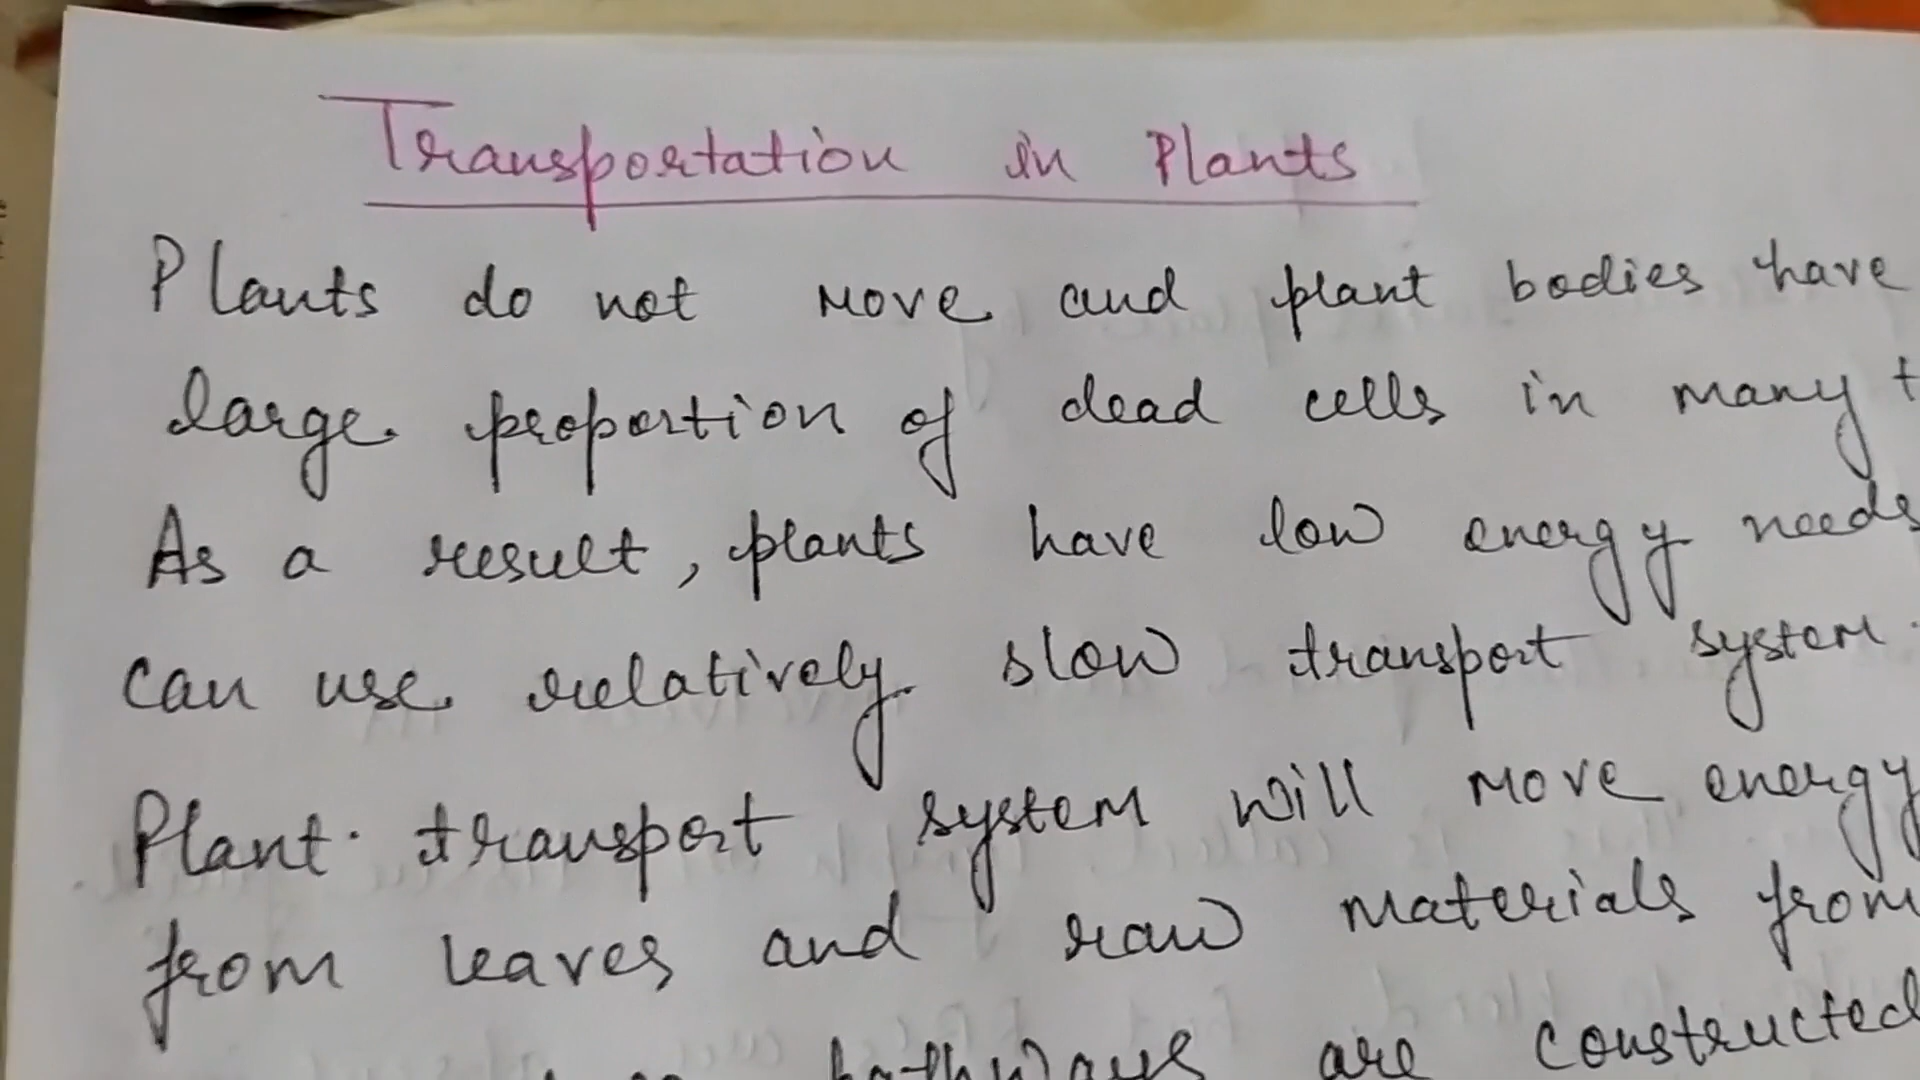 Transportation in Plants
Plants do not move and plant bodies have
large proportion of dead cells in many t
As a result, plants have low energy needs
can use relatively slow transport system.
Plant transport system will move energy
from leaves and raw materials from
pathways are constructed